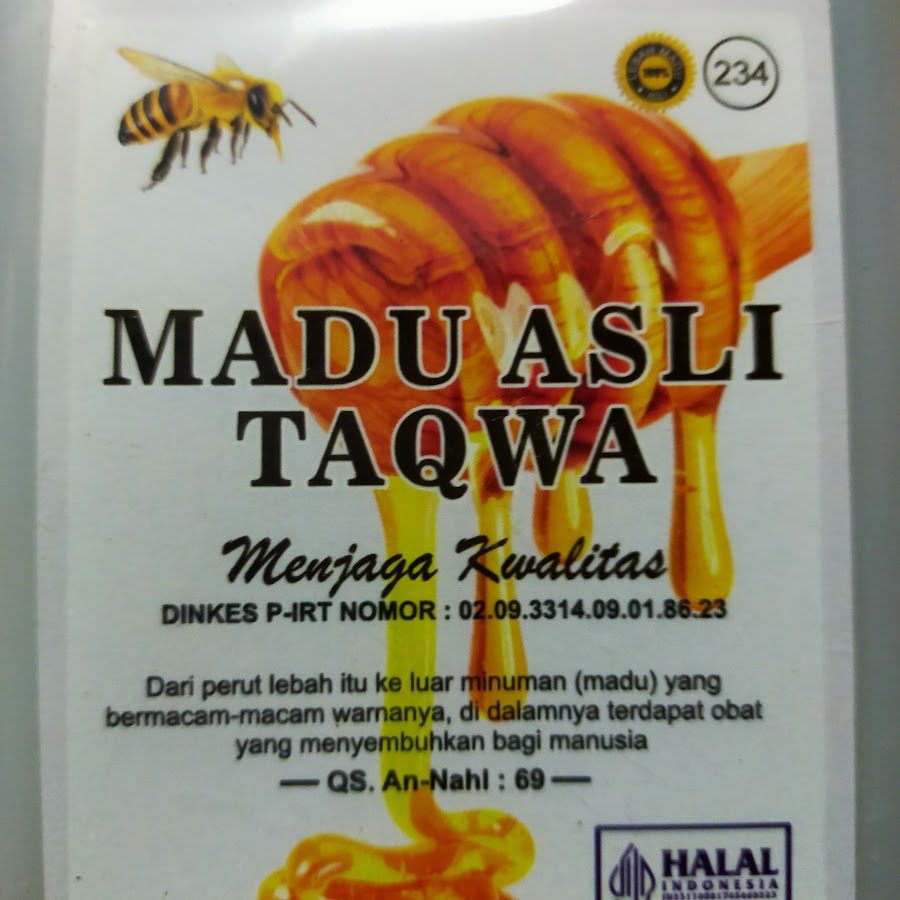 234
100%
MADU ASLI
TAQWA
Menjaga Kwalitas
DINKES P-IRT NOMOR : 02.09.3314.09.01.86.23
Dari perut lebah itu ke luar minuman (madu) yang
bermacam-macam warnanya, di dalamnya terdapat obat
yang menyembuhkan bagi manusia
QS. An-Nahl : 69
HALAL
INDONESIA